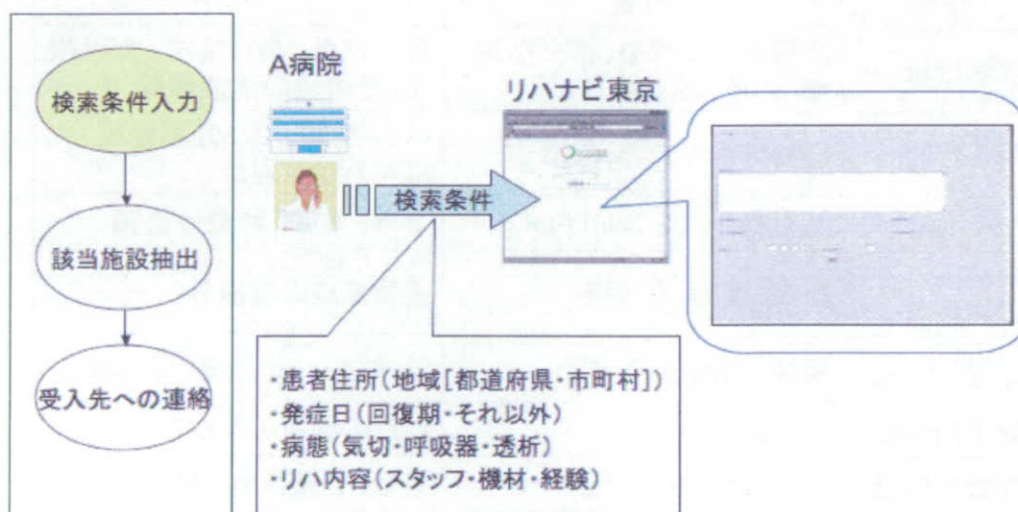 検索条件入力
該当施設抽出
受入先への連絡
A病院
検索条件
リハナビ東京
・患者住所(地域[都道府県・市町村])
・発症日(回復期・それ以外)
・病態(気切・呼吸器・透析)
・リハ内容(スタッフ・機材・経験)